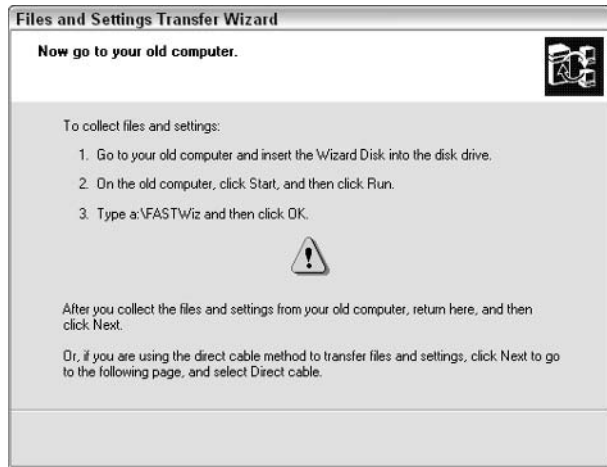 Files and Settings Transfer Wizard
Now go to your old computer.
To collect files and settings:
1. Go to your old computer and insert the Wizard Disk into the disk drive.
2. On the old computer, click Start, and then click Run.
3. Type a:\FASTWiz and then click OK.
After you collect the files and settings from your old computer, return here, and then
click Next.
Or, if you are using the direct cable method to transfer files and settings, click Next to go
to the following page, and select Direct cable.